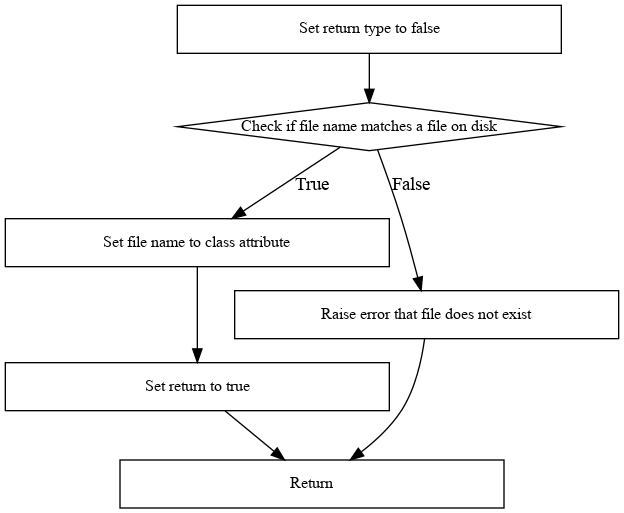 Set return type to false
Check if file name matches a file on disk
True
False
Set file name to class attribute
Raise error that file does not exist
Set return to true
Return